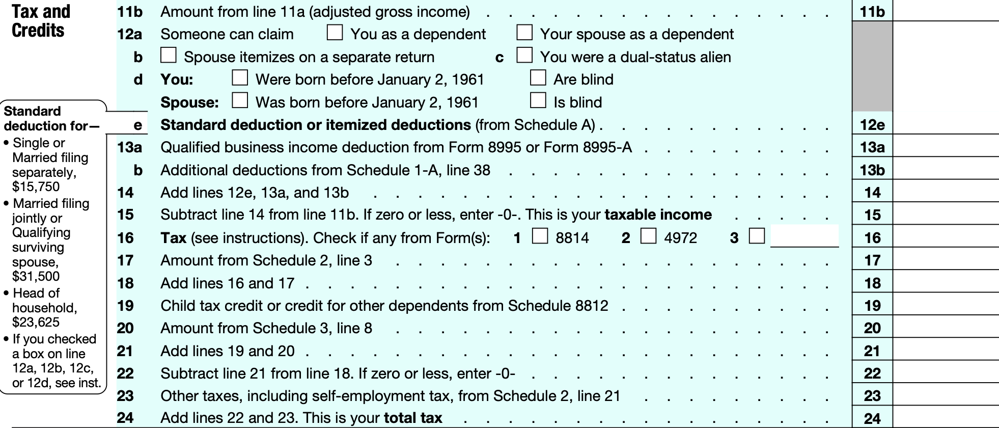 Tax and
Credits
11b Amount from line 11a (adjusted gross income) . . . . . . . . . . . . . . . . 11b
12a Someone can claim You as a dependent Your spouse as a dependent
b Spouse itemizes on a separate return c You were a dual-status alien
d You: Were born before January 2, 1961 Are blind
Spouse: Was born before January 2, 1961 Is blind
e Standard deduction or itemized deductions (from Schedule A) . . . . . . . . . . . 12e
13a Qualified business income deduction from Form 8995 or Form 8995-A . . . . . . . . . 13a
b Additional deductions from Schedule 1-A, line 38 . . . . . . . . . . . . . . . 13b
14 Add lines 12e, 13a, and 13b . . . . . . . . . . . . . . . . . . . . . 14
15 Subtract line 14 from line 11b. If zero or less, enter -0-. This is your taxable income . . . . . 15
16 Tax (see instructions). Check if any from Form(s): 1 8814 2 4972 3 16
17 Amount from Schedule 2, line 3 . . . . . . . . . . . . . . . . . . . . 17
18 Add lines 16 and 17 . . . . . . . . . . . . . . . . . . . . . . . . 18
19 Child tax credit or credit for other dependents from Schedule 8812 . . . . . . . . . . 19
20 Amount from Schedule 3, line 8 . . . . . . . . . . . . . . . . . . . . 20
21 Add lines 19 and 20 . . . . . . . . . . . . . . . . . . . . . . . . 21
22 Subtract line 21 from line 18. If zero or less, enter -0- . . . . . . . . . . . . . . 22
23 Other taxes, including self-employment tax, from Schedule 2, line 21 . . . . . . . . . 23
24 Add lines 22 and 23. This is your total tax . . . . . . . . . . . . . . . . . 24
Standard
deduction for—
• Single or
Married filing
separately,
$15,750
• Married filing
jointly or
Qualifying
surviving
spouse,
$31,500
• Head of
household,
$23,625
• If you checked
a box on line
12a, 12b, 12c,
or 12d, see inst.